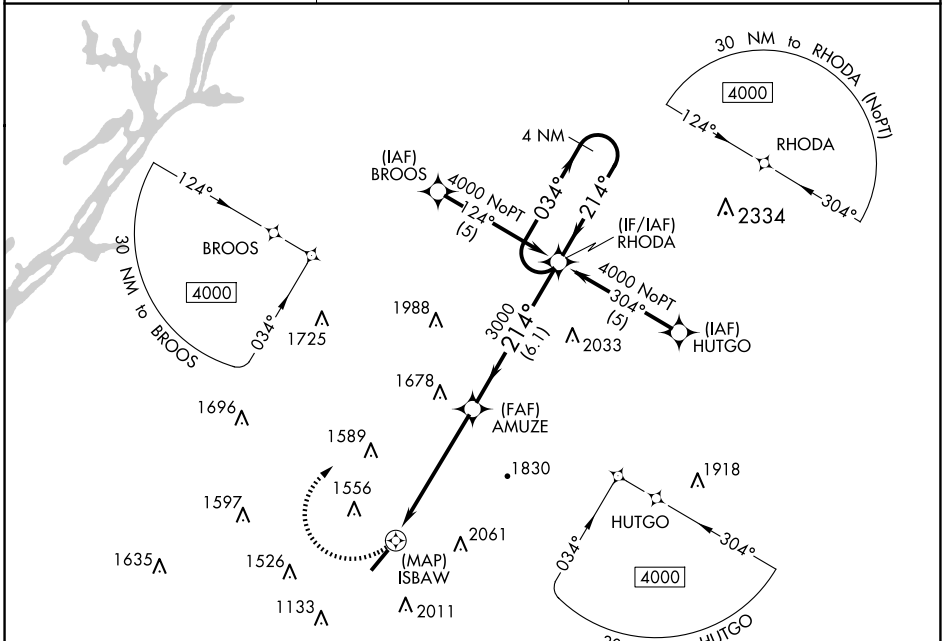 30 NM to RHODA (NoPT)
4000
124°
RHODA
304°
2334
4 NM
(IAF)
BROOS
4000 NoPT
124°
(5)
034°
214°
(IF/IAF)
RHODA
4000 NoPT
304°
(5)
(IAF)
HUTGO
124°
BROOS
4000
30 NM to BROOS
034°
1725
1988
3000
214°
(6.1)
2033
1678
(FAF)
AMUZE
1696
1589
1830
1556
1597
1918
HUTGO
2061
(MAP)
ISBAW
1635
1526
1133
2011
034°
304°
4000
HUTGO